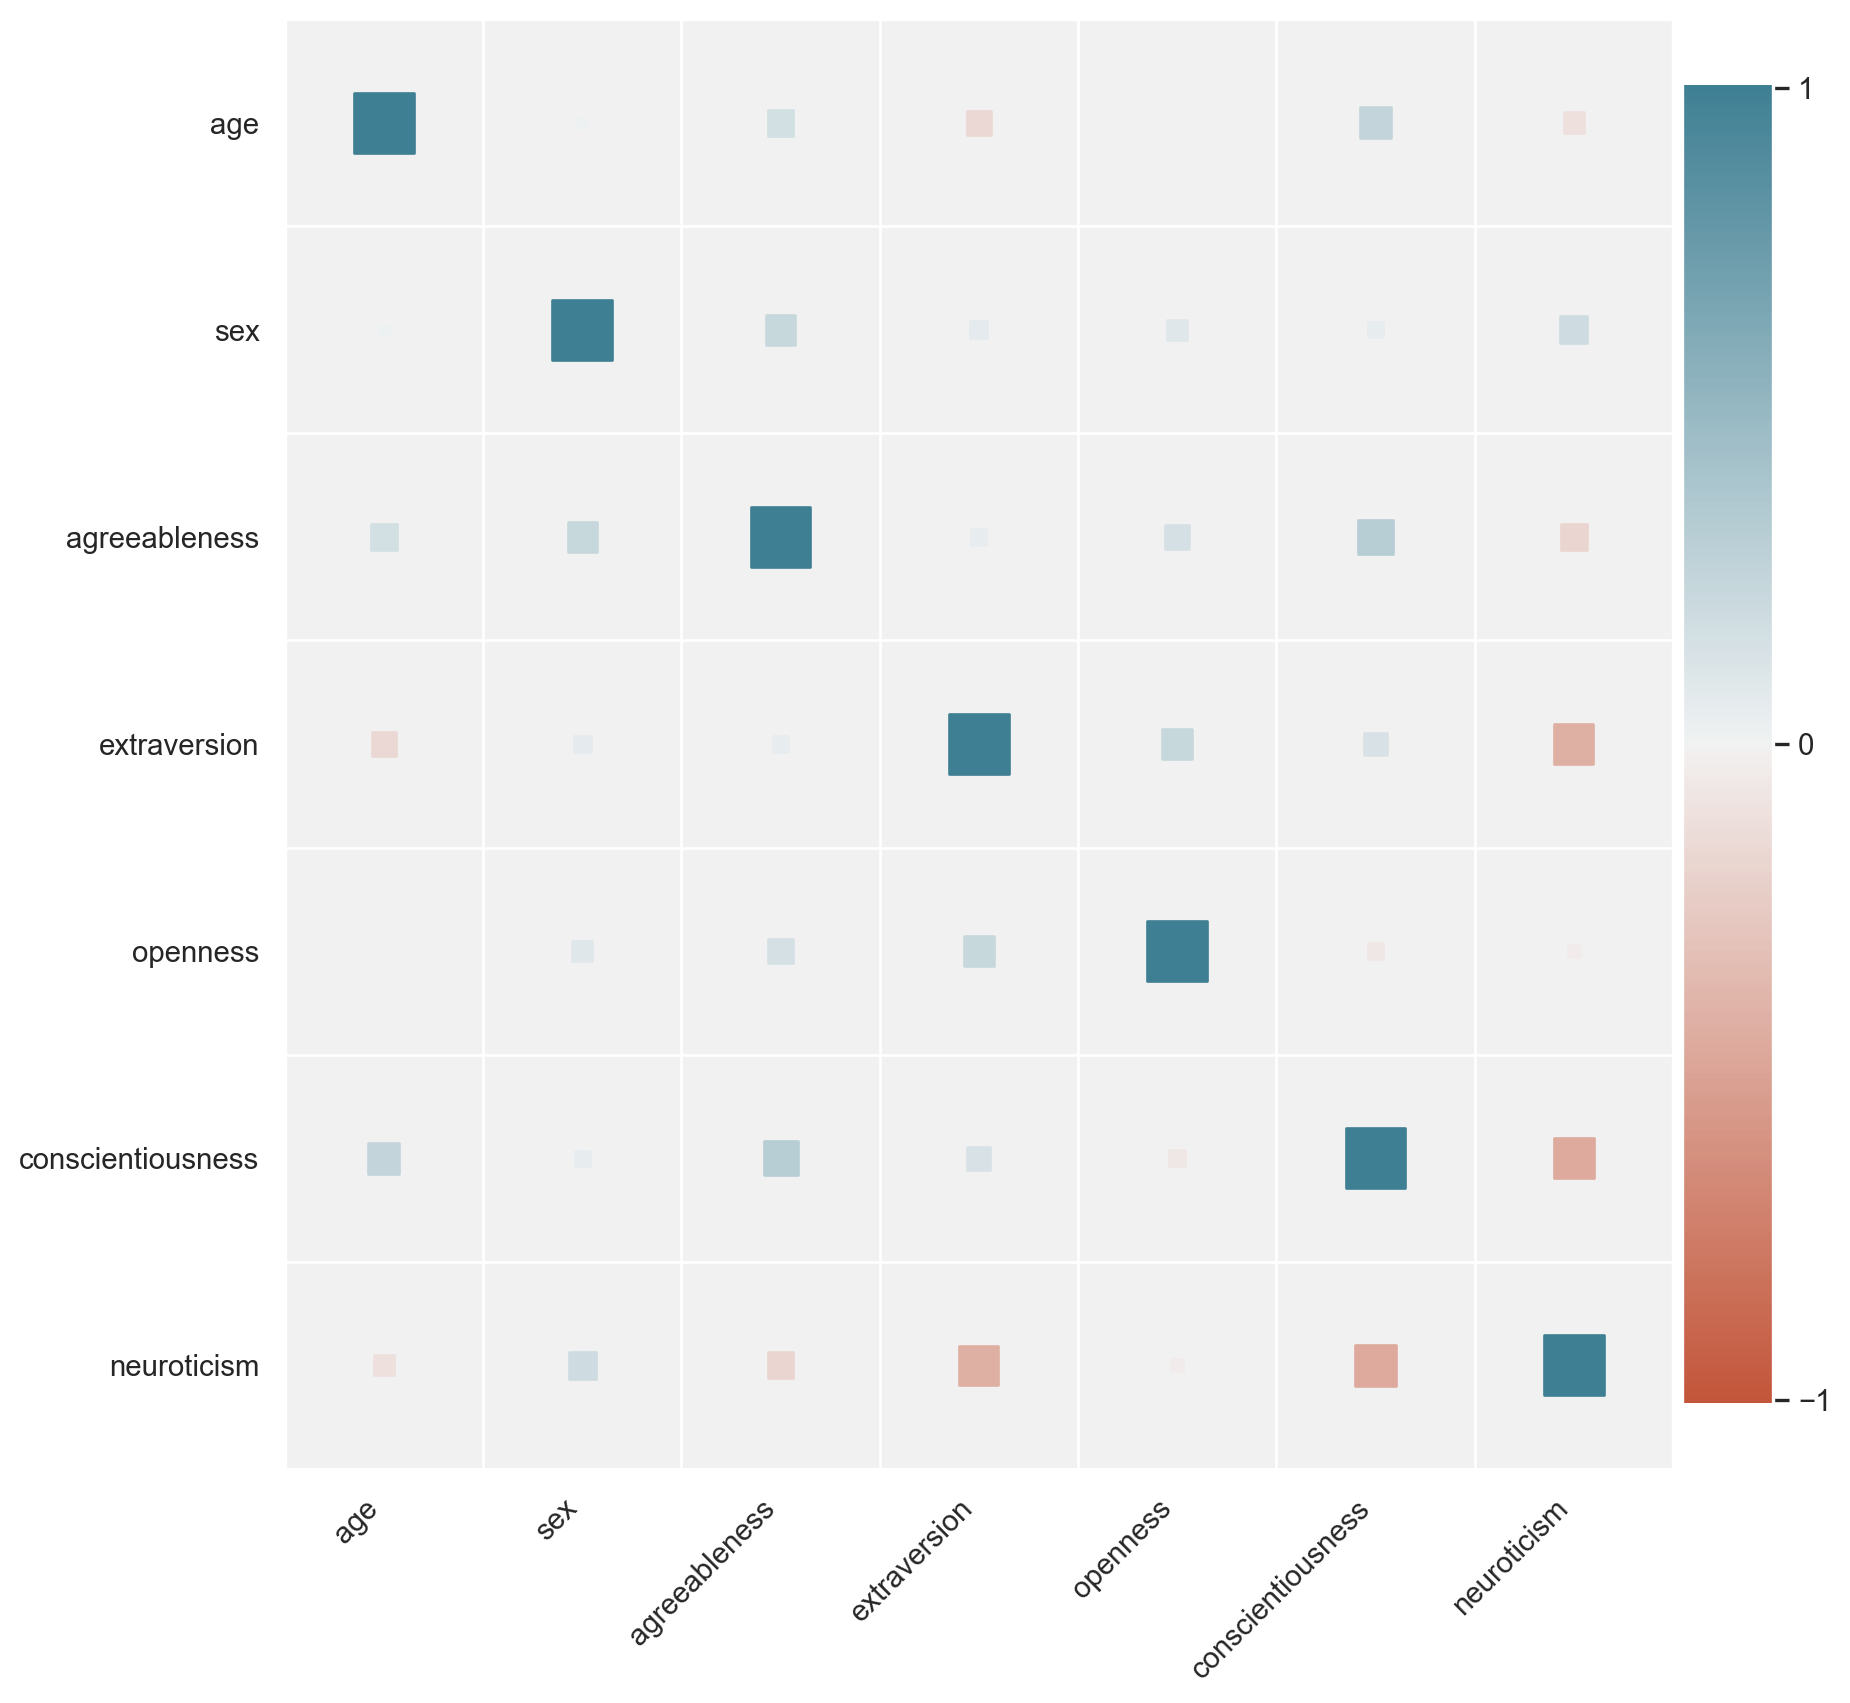 age
sex
agreeableness
extraversion
openness
conscientiousness
neuroticism
1
0
−1
age
sex
agreeableness
extraversion
openness
conscientiousness
neuroticism